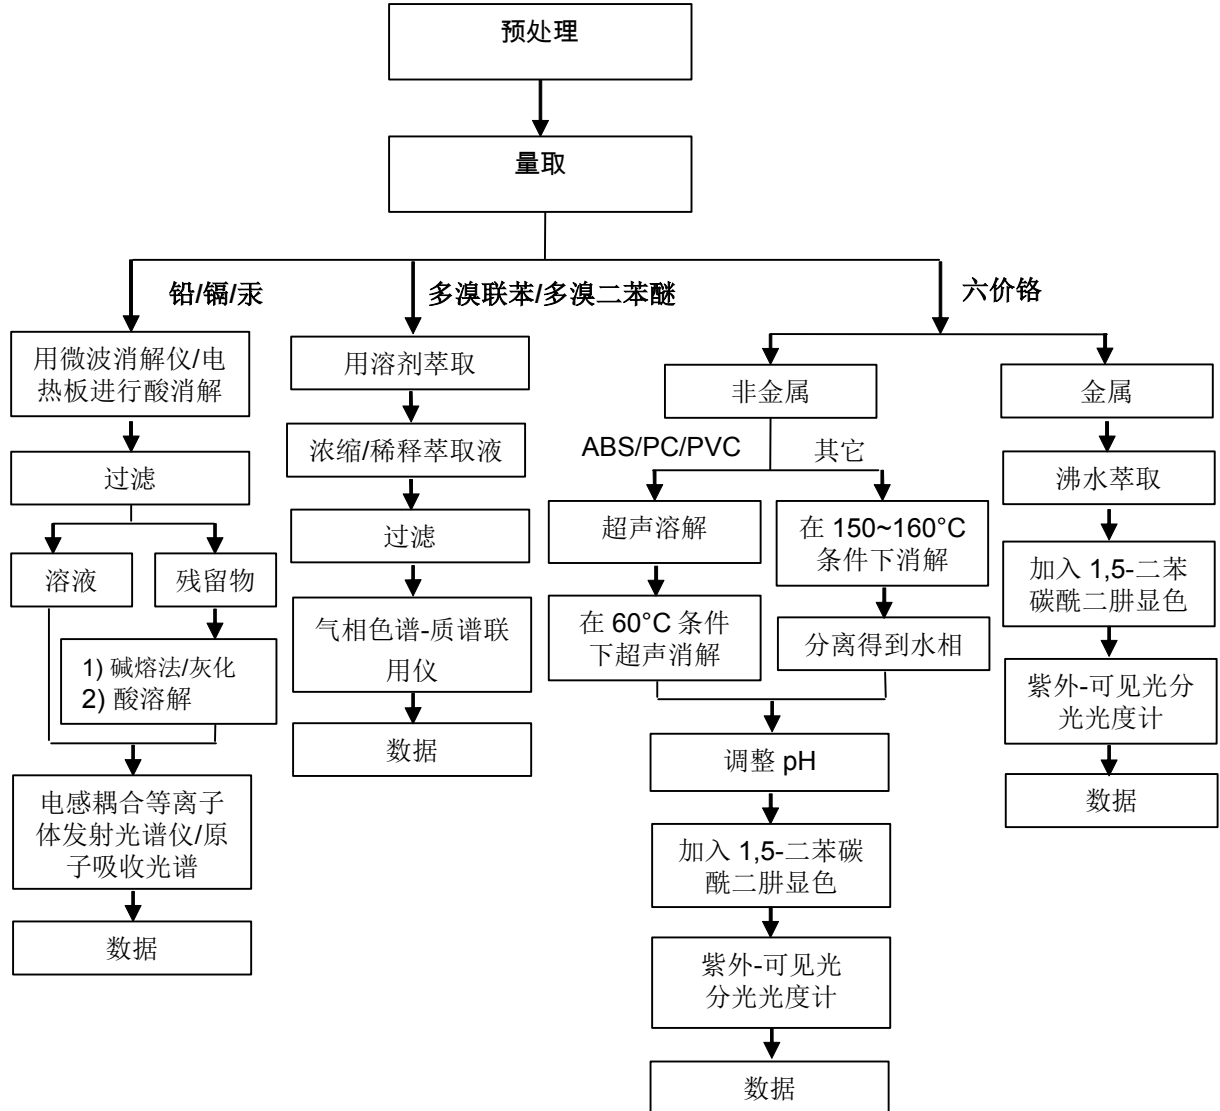 预处理
量取
铅/镉/汞
多溴联苯/多溴二苯醚
六价铬
用微波消解仪/电
热板进行酸消解
过滤
溶液
残留物
1) 碱熔法/灰化
2) 酸溶解
电感耦合等离子
体发射光谱仪/原
子吸收光谱
数据
用溶剂萃取
浓缩/稀释萃取液
过滤
气相色谱-质谱联
用仪
数据
非金属
ABS/PC/PVC
其它
超声溶解
在 60°C 条件
下超声消解
在 150~160°C
条件下消解
分离得到水相
调整 pH
加入 1,5-二苯碳
酰二肼显色
紫外-可见光
分光光度计
数据
金属
沸水萃取
加入 1,5-二苯
碳酰二肼显色
紫外-可见光分
光光度计
数据